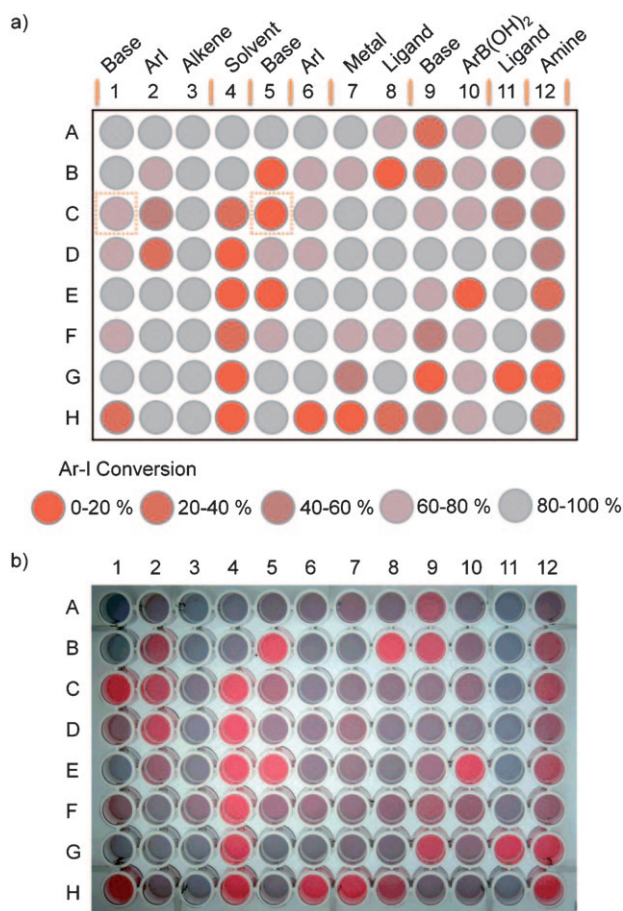 a)
Base ArI Alkene Solvent Base ArI Metal Ligand Base ArB(OH)₂ Ligand Amine
1 2 3 4 5 6 7 8 9 10 11 12
A
B
C
D
E
F
G
H
Ar-I Conversion
0-20 % 20-40 % 40-60 % 60-80 % 80-100 %
b)
1 2 3 4 5 6 7 8 9 10 11 12
A
B
C
D
E
F
G
H